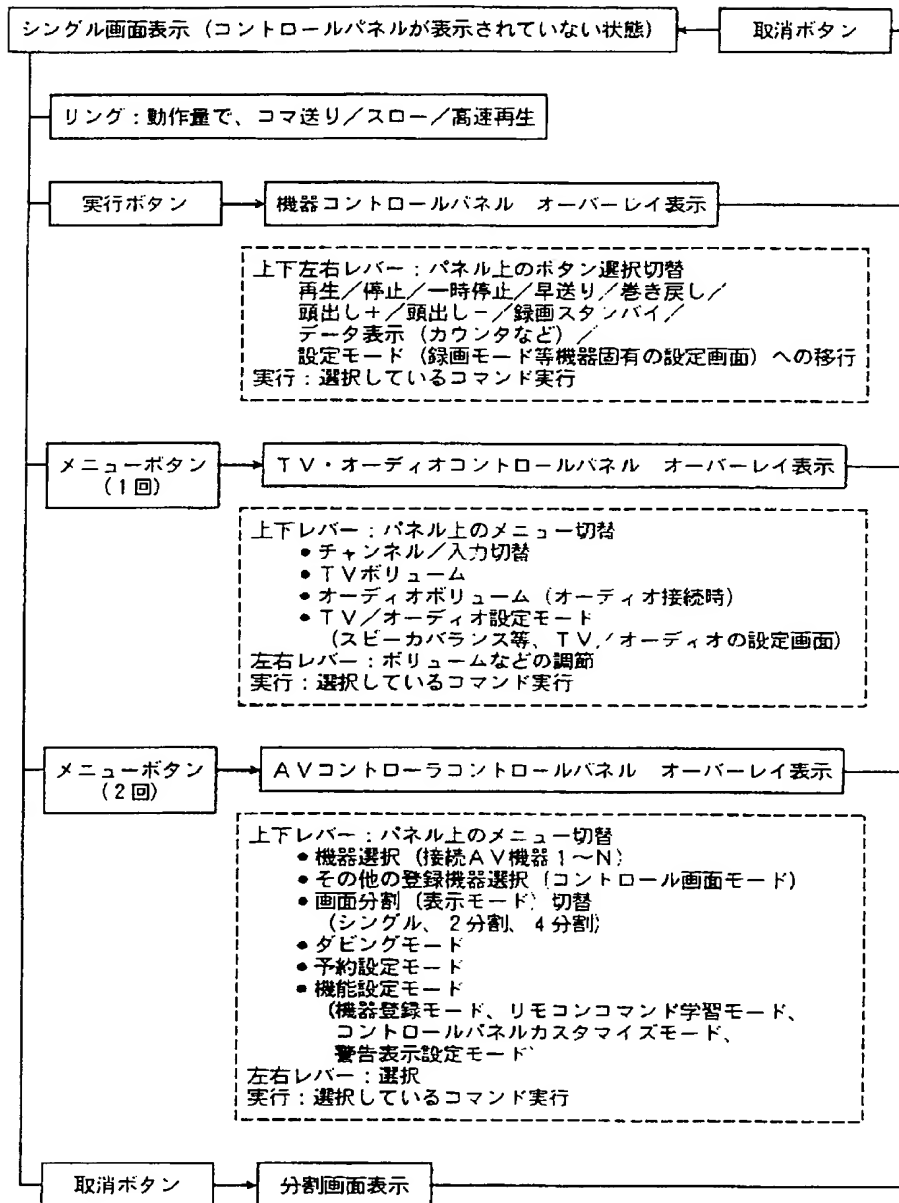 シングル画面表示(コントロールパネルが表示されていない状態)
取消ボタン
リング:動作量で、コマ送り/スロー/高速再生
実行ボタン
機器コントロールパネル オーバーレイ表示
上下左右レバー:パネル上のボタン選択切替
再生/停止/一時停止/早送り/巻き戻し/
頭出し+/頭出し-/録画スタンバイ/
データ表示(カウンタなど)/
設定モード(録画モード等機器固有の設定画面)への移行
実行:選択しているコマンド実行
メニューボタン
(1回)
TV・オーディオコントロールパネル オーバーレイ表示
上下レバー:パネル上のメニュー切替
●チャンネル/入力切替
●TVボリューム
●オーディオボリューム(オーディオ接続時)
●TV/オーディオ設定モード
(スピーカバランス等、TV/オーディオの設定画面)
左右レバー:ボリュームなどの調節
実行:選択しているコマンド実行
メニューボタン
(2回)
AVコントローラコントロールパネル オーバーレイ表示
上下レバー:パネル上のメニュー切替
●機器選択(接続AV機器1~N)
●その他の登録機器選択(コントロール画面モード)
●画面分割(表示モード)切替
(シングル、2分割、4分割)
●ダビングモード
●予約設定モード
●機能設定モード
(機器登録モード、リモコンコマンド学習モード、
コントロールパネルカスタマイズモード、
警告表示設定モード)
左右レバー:選択
実行:選択しているコマンド実行
取消ボタン
分割画面表示